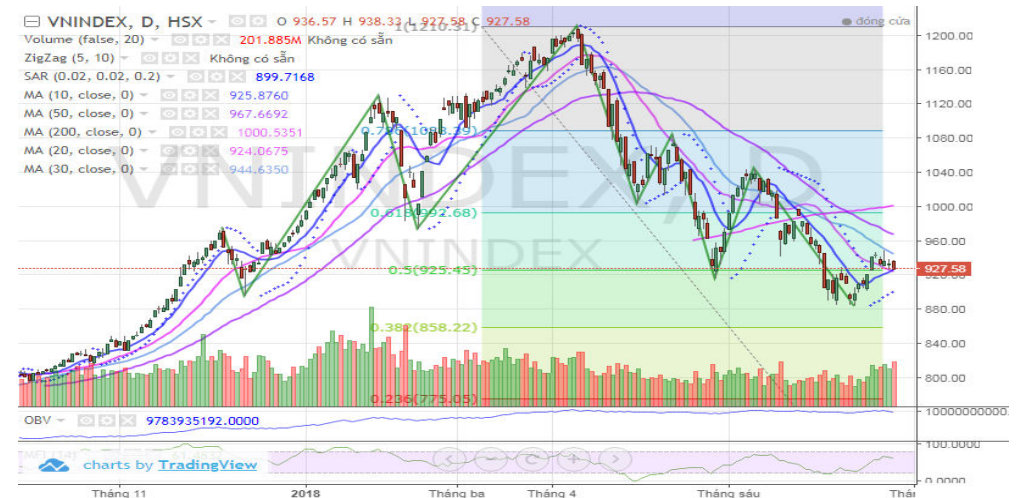 VNINDEX, D, HSX O 936.57 H 938.33 L 927.58 C 927.58
đóng cửa
Volume (false, 20) 201.885M Không có sẵn
1(1210.31)
ZigZag (5, 10) Không có sẵn
SAR (0.02, 0.02, 0.2) 899.7168
MA (10, close, 0) 925.8760
MA (50, close, 0) 967.6692
MA (200, close, 0) 1000.5351
MA (20, close, 0) 924.0675
MA (30, close, 0) 944.6350
VNINDEX, D
VNINDEX
0.618(992.68)
0.5(925.45)
0.382(858.22)
0.236(775.05)
1200.00
1160.00
1120.00
1080.00
1040.00
1000.00
960.00
927.58
920.00
880.00
840.00
800.00
OBV 9783935192.0000
10000000000
100.0000
charts by TradingView
0.0000
Tháng 11 2018 Tháng ba Tháng 4 Tháng sáu